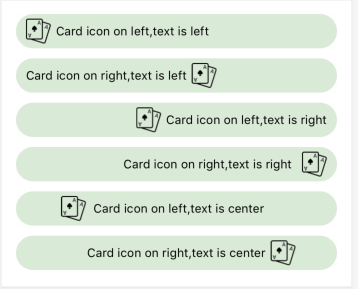 Card icon on left,text is left
Card icon on right,text is left
Card icon on left,text is right
Card icon on right,text is right
Card icon on left,text is center
Card icon on right,text is center